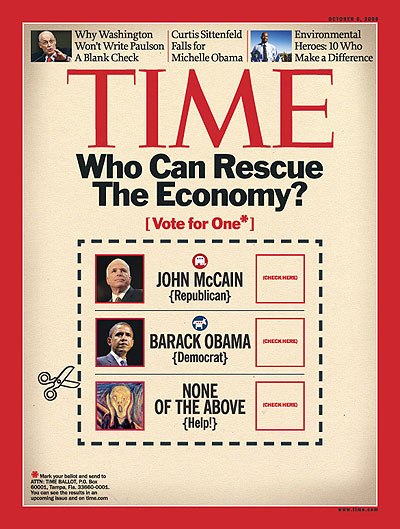 OCTOBER 6, 2008
Why Washington
Won't Write Paulson
A Blank Check
Curtis Sittenfeld
Falls for
Michelle Obama
Environmental
Heroes: 10 Who
Make a Difference
TIME
Who Can Rescue
The Economy?
[Vote for One*]
JOHN McCAIN
{Republican}
(CHECK HERE)
BARACK OBAMA
{Democrat}
(CHECK HERE)
NONE
OF THE ABOVE
{Help!}
(CHECK HERE)
* Mark your ballot and send to
ATTN: TIME BALLOT, P.O. Box
60001, Tampa, Fla. 33660-0001.
You can see the results in an
upcoming issue and on time.com
www.time.com